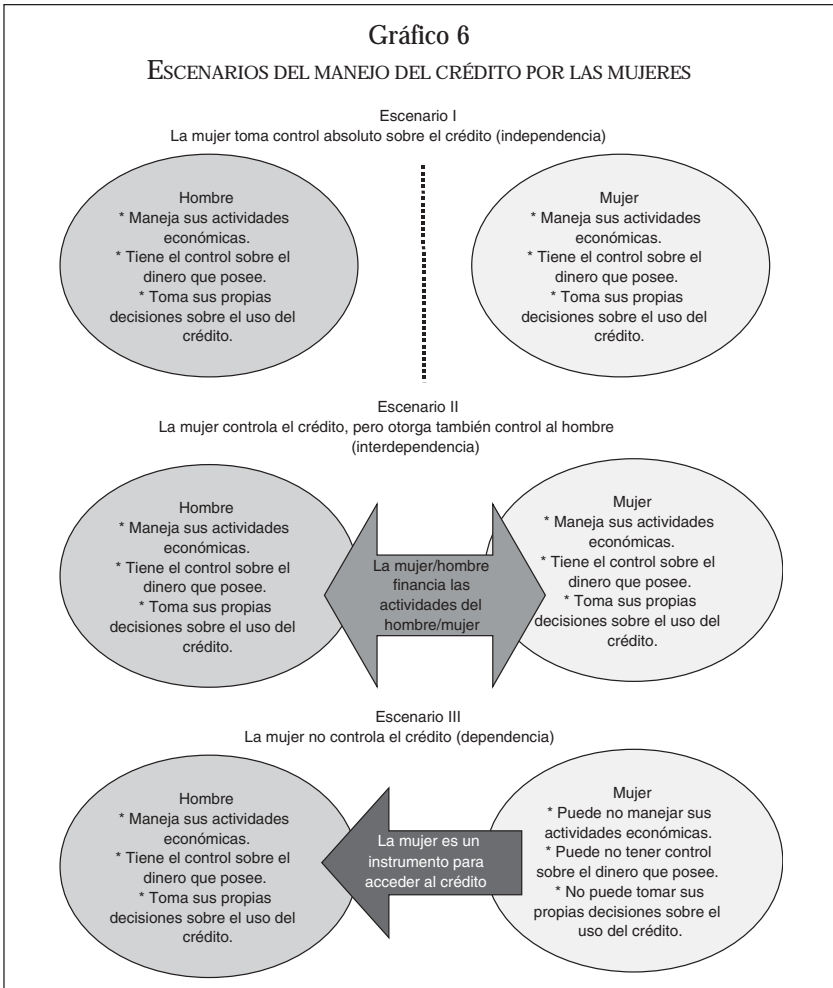 Gráfico 6
ESCENARIOS DEL MANEJO DEL CRÉDITO POR LAS MUJERES
Escenario I
La mujer toma control absoluto sobre el crédito (independencia)
Hombre
* Maneja sus actividades
económicas.
* Tiene el control sobre el
dinero que posee.
* Toma sus propias
decisiones sobre el uso del
crédito.
Mujer
* Maneja sus actividades
económicas.
* Tiene el control sobre el
dinero que posee.
* Toma sus propias
decisiones sobre el uso del
crédito.
Escenario II
La mujer controla el crédito, pero otorga también control al hombre
(interdependencia)
Hombre
* Maneja sus actividades
económicas.
* Tiene el control sobre el
dinero que posee.
* Toma sus propias
decisiones sobre el uso del
crédito.
La mujer/hombre
financia las
actividades del
hombre/mujer
Mujer
* Maneja sus actividades
económicas.
* Tiene el control sobre el
dinero que posee.
* Toma sus propias
decisiones sobre el uso del
crédito.
Escenario III
La mujer no controla el crédito (dependencia)
Hombre
* Maneja sus actividades
económicas.
* Tiene el control sobre el
dinero que posee.
* Toma sus propias
decisiones sobre el uso del
crédito.
La mujer es un
instrumento para
acceder al crédito
Mujer
* Puede no manejar sus
actividades económicas.
* Puede no tener control
sobre el dinero que posee.
* No puede tomar sus
propias decisiones sobre el
uso del crédito.